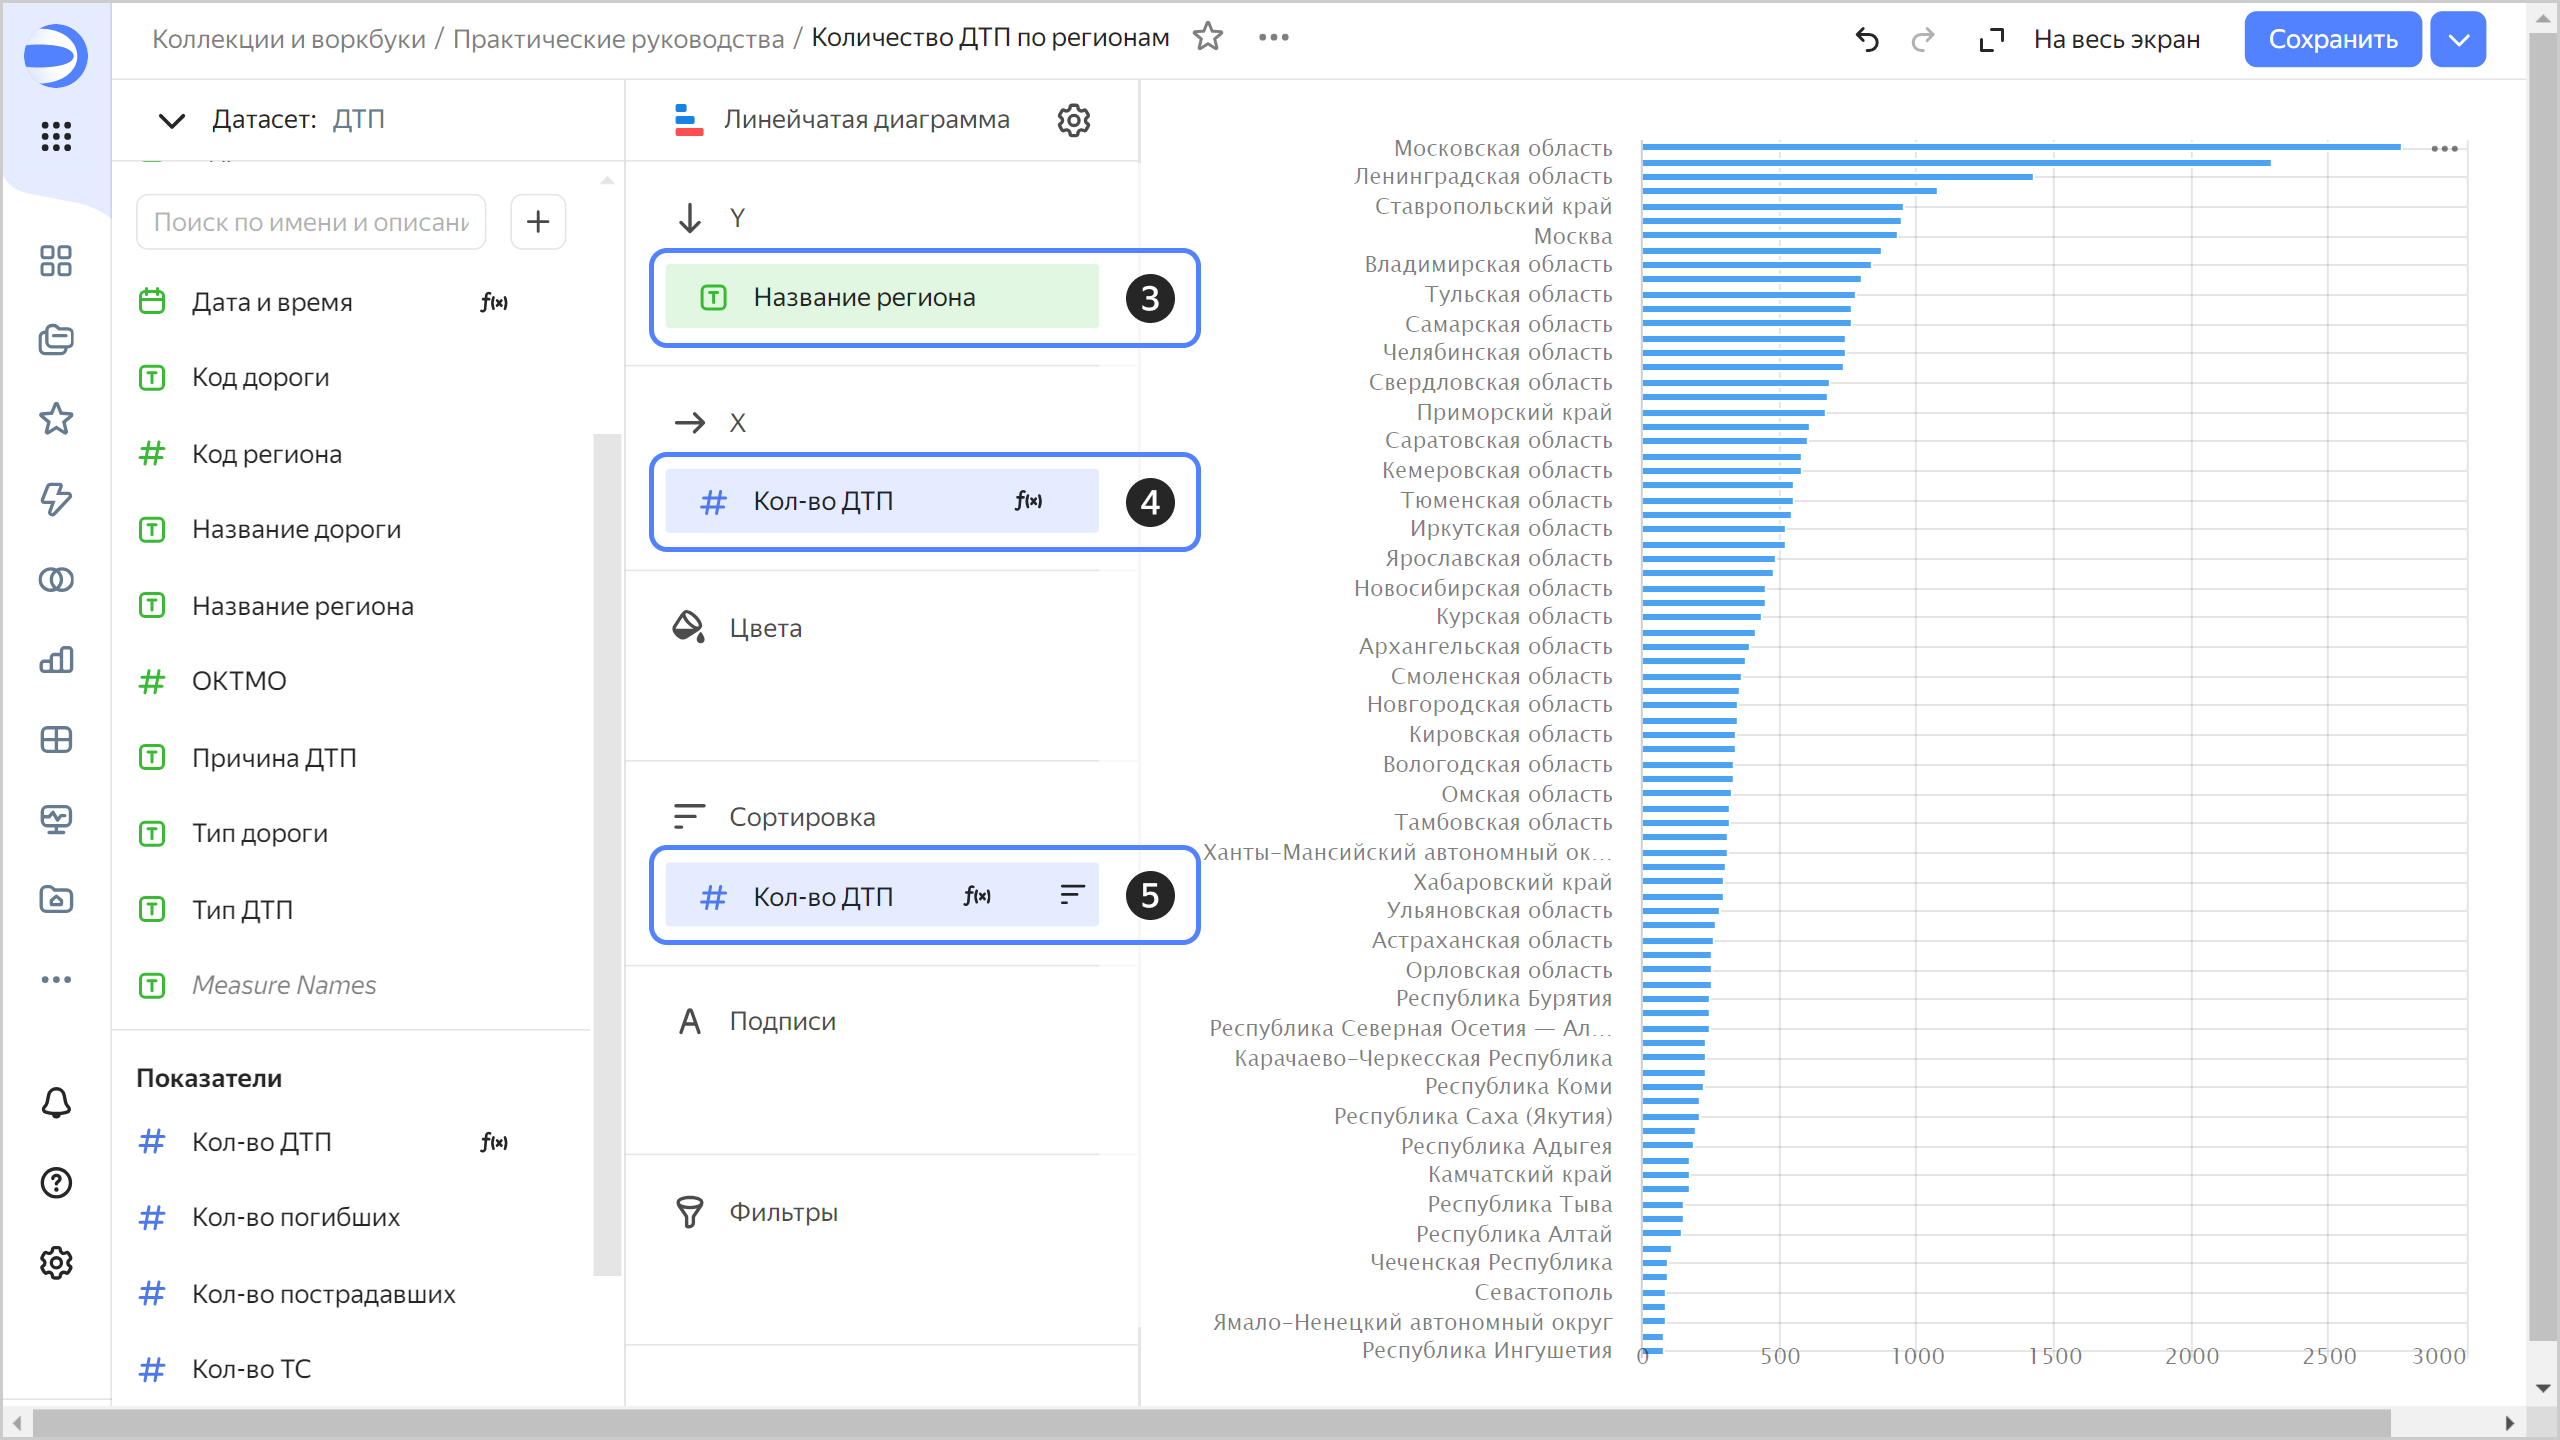 Коллекции и воркбуки / Практические руководства / Количество ДТП по регионам
На весь экран
Сохранить
Датасет: ДТП
Поиск по имени и описани
Дата и время
Код дороги
Код региона
Название дороги
Название региона
ОКТМО
Причина ДТП
Тип дороги
Тип ДТП
Measure Names
Показатели
Кол-во ДТП
Кол-во погибших
Кол-во пострадавших
Кол-во ТС
Линейчатая диаграмма
Y
Название региона
3
X
Кол-во ДТП
4
Цвета
Сортировка
Кол-во ДТП
5
Подписи
Фильтры
Московская область
Ленинградская область
Ставропольский край
Москва
Владимирская область
Тульская область
Самарская область
Челябинская область
Свердловская область
Приморский край
Саратовская область
Кемеровская область
Тюменская область
Иркутская область
Ярославская область
Новосибирская область
Курская область
Архангельская область
Смоленская область
Новгородская область
Кировская область
Вологодская область
Омская область
Тамбовская область
Ханты-Мансийский автономный ок...
Хабаровский край
Ульяновская область
Астраханская область
Орловская область
Республика Бурятия
Республика Северная Осетия — Ал...
Карачаево-Черкесская Республика
Республика Коми
Республика Саха (Якутия)
Республика Адыгея
Камчатский край
Республика Тыва
Республика Алтай
Чеченская Республика
Севастополь
Ямало-Ненецкий автономный округ
Республика Ингушетия
0 500 1000 1500 2000 2500 3000